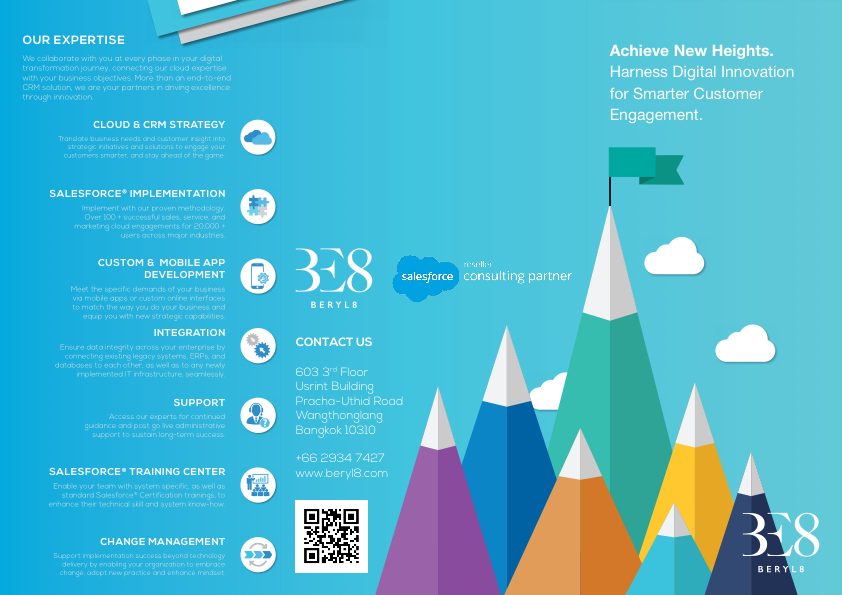 OUR EXPERTISE
We collaborate with you at every phase in your digital
transformation journey, connecting our cloud expertise
with your business objectives. More than an end-to-end
CRM solution, we are your partners in driving excellence
through innovation.
CLOUD & CRM STRATEGY
Translate business needs and customer insight into
strategic initiatives and solutions to engage your
customers smarter, and stay ahead of the game.
SALESFORCE® IMPLEMENTATION
Implement with our proven methodology.
Over 100 + successful sales, service, and
marketing cloud engagements for 20,000 +
users across major industries.
CUSTOM & MOBILE APP
DEVELOPMENT
Meet the specific demands of your business
via mobile apps or custom online interfaces
to match the way you do your business and
equip you with new strategic capabilities.
INTEGRATION
Ensure data integrity across your enterprise by
connecting existing legacy systems, ERPs, and
databases to each other, as well as to any newly
implemented IT infrastructure, seamlessly.
SUPPORT
Access our experts for continued
guidance and post go live administrative
support to sustain long-term success.
SALESFORCE® TRAINING CENTER
Enable your team with system specific, as well as
standard Salesforce® Certification trainings, to
enhance their technical skill and system know-how.
CHANGE MANAGEMENT
Support implementation success beyond technology
delivery by enabling your organization to embrace
change, adopt new practice and enhance mindset.
BE8
BERYL8
salesforce
reseller
consulting partner
CONTACT US
603 3rd Floor
Usrint Building
Pracha-Uthid Road
Wangthonglang
Bangkok 10310
+66 2934 7427
www.beryl8.com
Achieve New Heights.
Harness Digital Innovation
for Smarter Customer
Engagement.
BE8
BERYL8